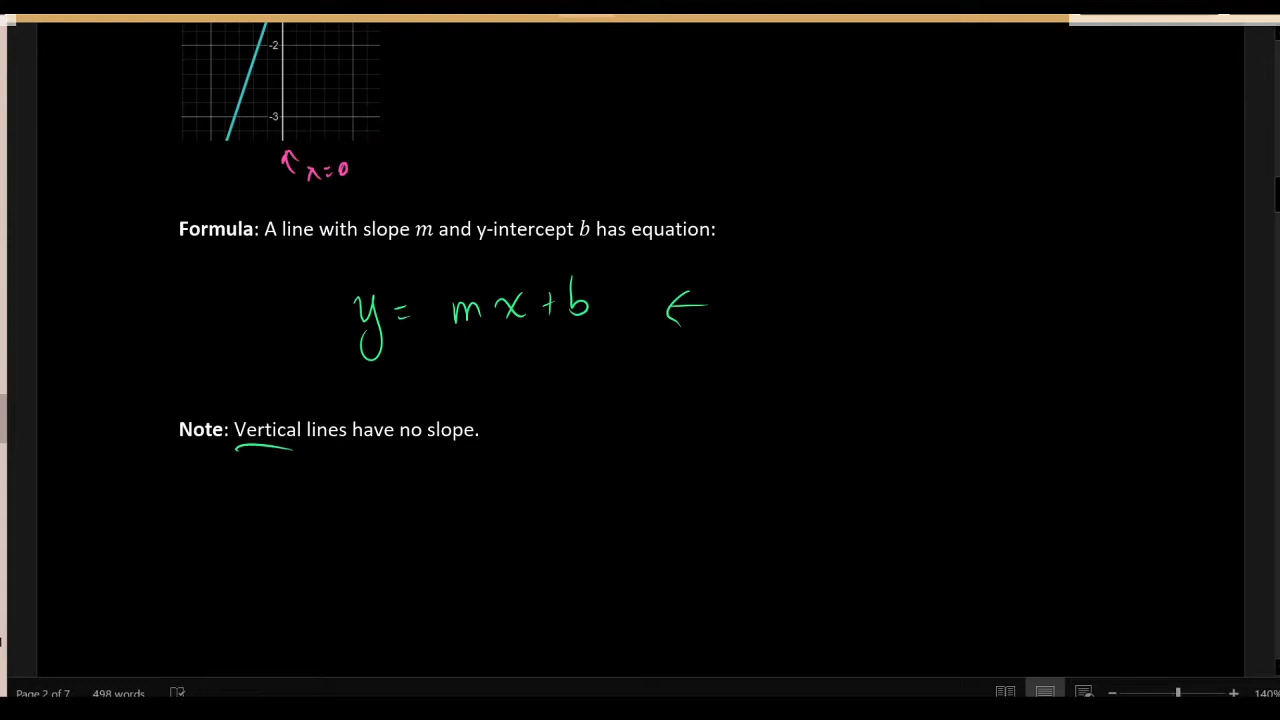 -2
-3
x=0
Formula: A line with slope m and y-intercept b has equation:
y = mx+b ←
Note: Vertical lines have no slope.
Page 2 of 7 498 words 140%